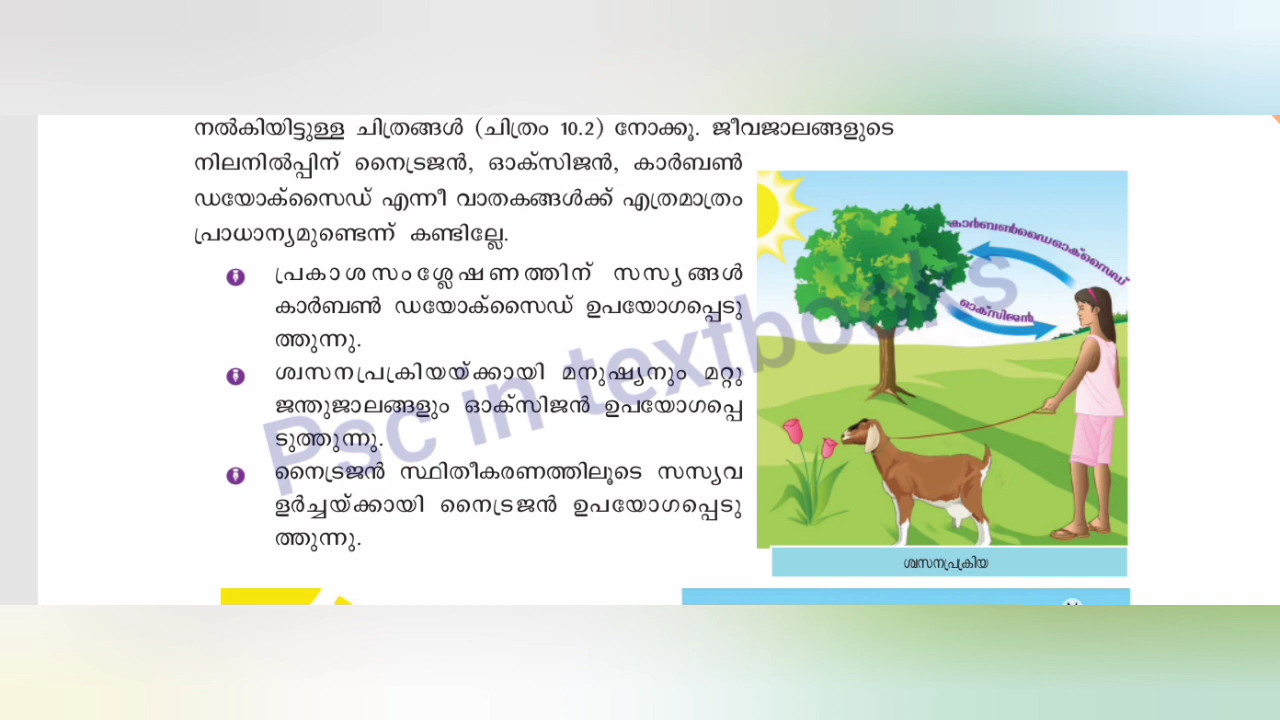 നൽകിയിട്ടുള്ള ചിത്രങ്ങൾ (ചിത്രം 10.2) നോക്കൂ. ജീവജാലങ്ങളുടെ
നിലനിൽപ്പിന് നൈട്രജൻ, ഓക്സിജൻ, കാർബൺ
ഡയോക്സൈഡ് എന്നീ വാതകങ്ങൾക്ക് എത്രമാത്രം
പ്രാധാന്യമുണ്ടെന്ന് കണ്ടില്ലേ.
പ്രകാശസംശ്ലേഷണത്തിന് സസ്യങ്ങൾ
കാർബൺ ഡയോക്സൈഡ് ഉപയോഗപ്പെടു
ത്തുന്നു.
ശ്വസനപ്രക്രിയയ്ക്കായി മനുഷ്യനും മറ്റു
ജന്തുജാലങ്ങളും ഓക്സിജൻ ഉപയോഗപ്പെ
ടുത്തുന്നു.
നൈട്രജൻ സ്ഥിതീകരണത്തിലൂടെ സസ്യവ
ളർച്ചയ്ക്കായി നൈട്രജൻ ഉപയോഗപ്പെടു
ത്തുന്നു.
കാർബൺഡൈഓക്സൈഡ്
ഓക്സിജൻ
ശ്വസനപ്രക്രിയ
Psc in textbooks